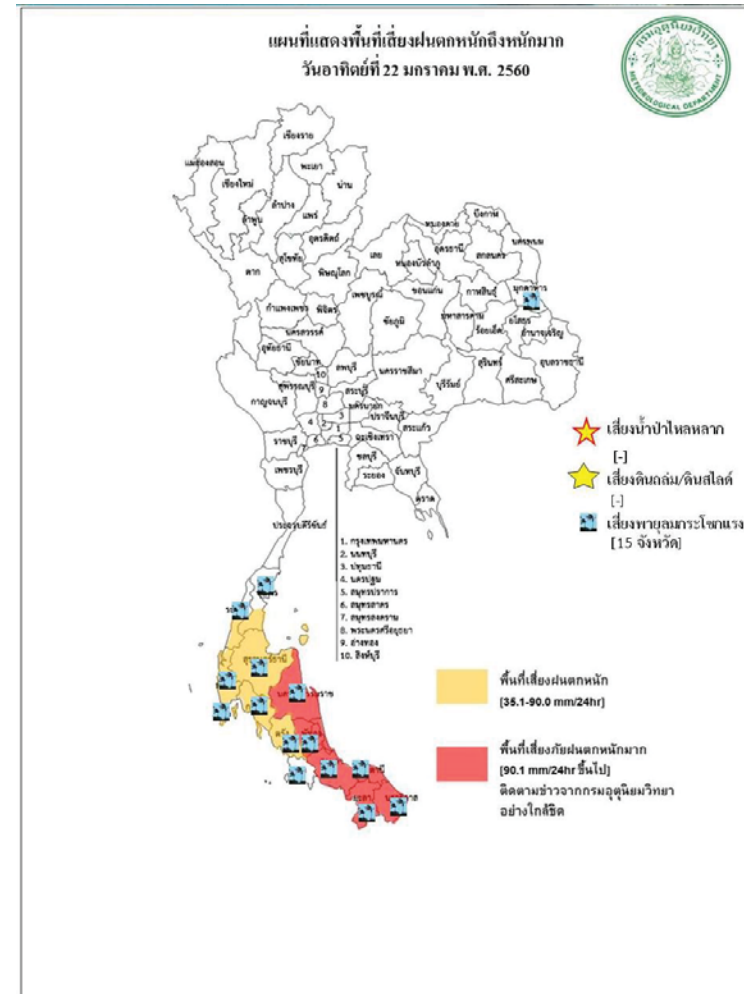 แผนที่แสดงพื้นที่เสี่ยงฝนตกหนักถึงหนักมาก
วันอาทิตย์ที่ 22 มกราคม พ.ศ. 2560
กรมอุตุนิยมวิทยา
METEOROLOGICAL DEPARTMENT
เชียงราย
แม่ฮ่องสอน
เชียงใหม่
พะเยา
น่าน
ลำปาง
ลำพูน
แพร่
อุตรดิตถ์
สุโขทัย
ตาก
พิษณุโลก
เลย
หนองคาย
บึงกาฬ
อุดรธานี
หนองบัวลำภู
สกลนคร
นครพนม
เพชรบูรณ์
ขอนแก่น
กาฬสินธุ์
มุกดาหาร
กำแพงเพชร
พิจิตร
ชัยภูมิ
มหาสารคาม
ร้อยเอ็ด
ยโสธร
อำนาจเจริญ
นครสวรรค์
อุทัยธานี
ชัยนาท
ลพบุรี
นครราชสีมา
บุรีรัมย์
สุรินทร์
ศรีสะเกษ
อุบลราชธานี
10
9
8
สุพรรณบุรี
สระบุรี
กาญจนบุรี
นครนายก
ปราจีนบุรี
สระแก้ว
4
2
3
1
6
5
ฉะเชิงเทรา
ราชบุรี
ชลบุรี
เพชรบุรี
ระยอง
จันทบุรี
ตราด
ประจวบคีรีขันธ์
เสี่ยงน้ำป่าไหลหลาก
[-]
เสี่ยงดินถล่ม/ดินสไลด์
[-]
เสี่ยงพายุลมกระโชกแรง
[15 จังหวัด]
1. กรุงเทพมหานคร
2. นนทบุรี
3. ปทุมธานี
4. นครปฐม
5. สมุทรปราการ
6. สมุทรสาคร
7. สมุทรสงคราม
8. พระนครศรีอยุธยา
9. อ่างทอง
10. สิงห์บุรี
พื้นที่เสี่ยงฝนตกหนัก
[35.1-90.0 mm/24hr]
พื้นที่เสี่ยงภัยฝนตกหนักมาก
[90.1 mm/24hr ขึ้นไป]
ติดตามข่าวจากกรมอุตุนิยมวิทยา
อย่างใกล้ชิด